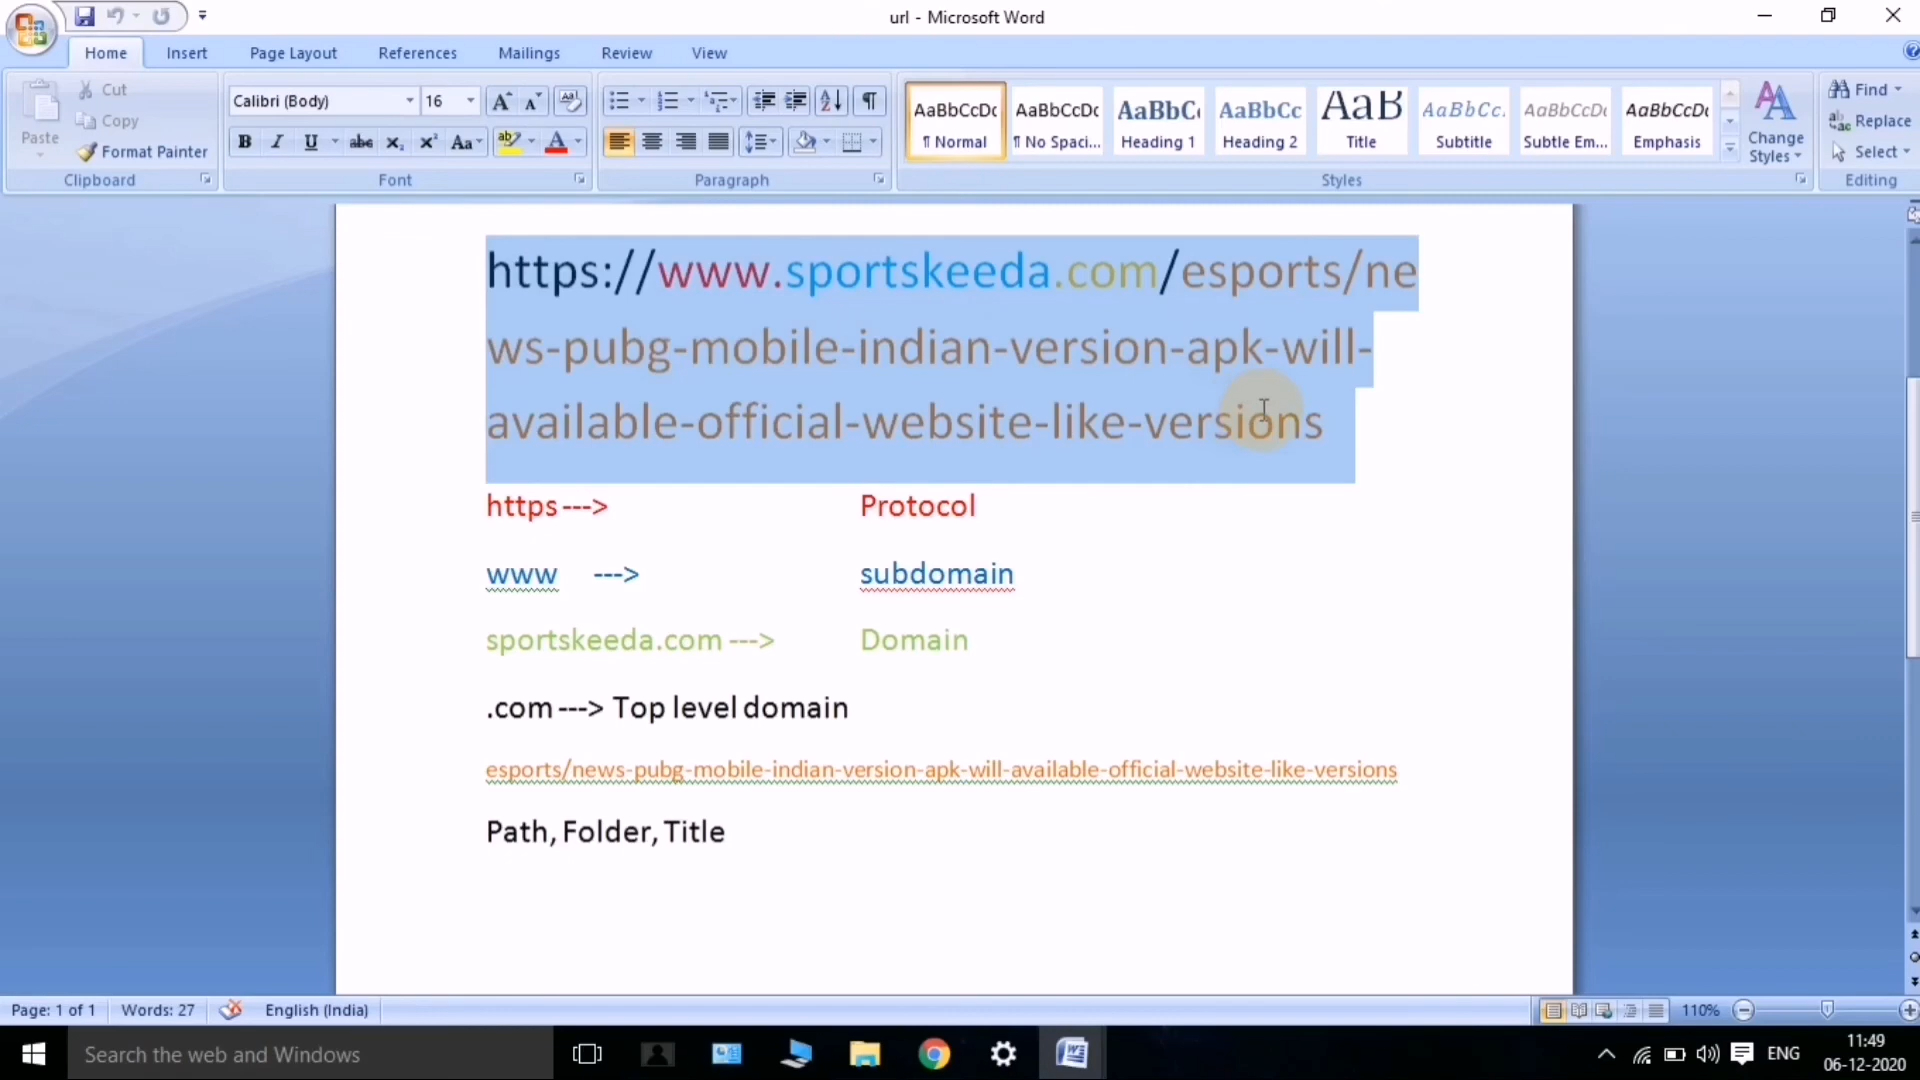 url - Microsoft Word
Home Insert Page Layout References Mailings Review View
Paste
Cut
Copy
Format Painter
Clipboard
Calibri (Body) 16
Font
Paragraph
AaBbCcDc AaBbCcDc AaBbC AaBbCc AaB AaBbCc. AaBbCcDi AaBbCcDi
¶ Normal ¶ No Spaci... Heading 1 Heading 2 Title Subtitle Subtle Em... Emphasis
Change Styles
Styles
Find
Replace
Select
Editing
https://www.sportskeeda.com/esports/ne
ws-pubg-mobile-indian-version-apk-will-
available-official-website-like-versions
https ---> Protocol
www ---> subdomain
sportskeeda.com ---> Domain
.com ---> Top level domain
esports/news-pubg-mobile-indian-version-apk-will-available-official-website-like-versions
Path, Folder, Title
Page: 1 of 1 Words: 27 English (India) 110%
Search the web and Windows
ENG
11:49
06-12-2020